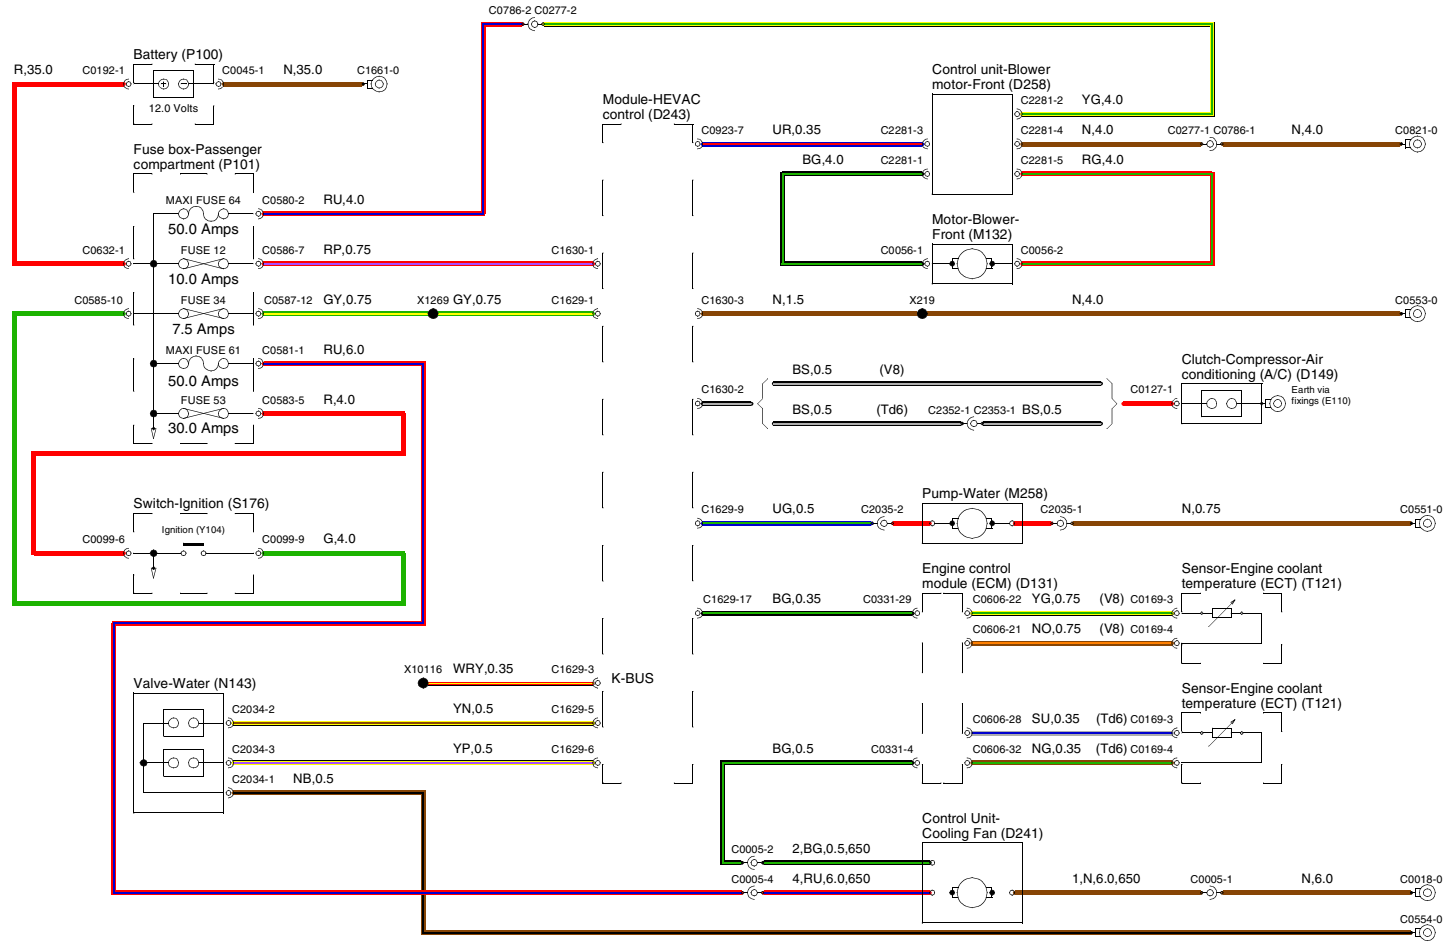 C0786-2 C0277-2
Battery (P100)
R,35.0 C0192-1 C0045-1 N,35.0 C1661-0
12.0 Volts
Control unit-Blower
motor-Front (D258)
C2281-2 YG,4.0
Module-HEVAC
control (D243)
C0923-7 UR,0.35 C2281-3
C2281-4 N,4.0 C0277-1 C0786-1 N,4.0 C0821-0
BG,4.0 C2281-1
C2281-5 RG,4.0
Fuse box-Passenger
compartment (P101)
MAXI FUSE 64 C0580-2 RU,4.0
50.0 Amps
Motor-Blower-
Front (M132)
C0632-1 FUSE 12 C0586-7 RP,0.75 C1630-1
10.0 Amps
C0056-1 C0056-2
C0585-10 FUSE 34 C0587-12 GY,0.75 X1269 GY,0.75 C1629-1
7.5 Amps
C1630-3 N,1.5 X219 N,4.0 C0553-0
MAXI FUSE 61 C0581-1 RU,6.0
50.0 Amps
FUSE 53 C0583-5 R,4.0
30.0 Amps
Clutch-Compressor-Air
conditioning (A/C) (D149)
BS,0.5 (V8)
C1630-2 C0127-1
Earth via
fixings (E110)
BS,0.5 (Td6) C2352-1 C2353-1 BS,0.5
Switch-Ignition (S176)
Ignition (Y104)
C0099-6 C0099-9 G,4.0
Pump-Water (M258)
C1629-9 UG,0.5 C2035-2 C2035-1 N,0.75 C0551-0
Engine control
module (ECM) (D131)
Sensor-Engine coolant
temperature (ECT) (T121)
C1629-17 BG,0.35 C0331-29 C0606-22 YG,0.75 (V8) C0169-3
C0606-21 NO,0.75 (V8) C0169-4
X10116 WRY,0.35 C1629-3 K-BUS
Valve-Water (N143)
C2034-2 YN,0.5 C1629-5
Sensor-Engine coolant
temperature (ECT) (T121)
C0606-28 SU,0.35 (Td6) C0169-3
C2034-3 YP,0.5 C1629-6
BG,0.5 C0331-4 C0606-32 NG,0.35 (Td6) C0169-4
C2034-1 NB,0.5
Control Unit-
Cooling Fan (D241)
C0005-2 2,BG,0.5,650
C0005-4 4,RU,6.0,650 1,N,6.0,650 C0005-1 N,6.0 C0018-0
C0554-0